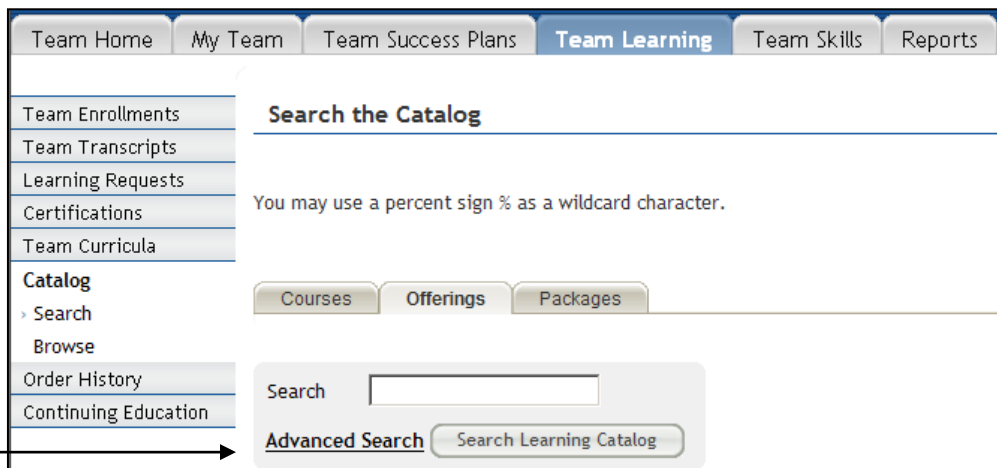 Team Home My Team Team Success Plans Team Learning Team Skills Reports
Team Enrollments
Team Transcripts
Learning Requests
Certifications
Team Curricula
Catalog
› Search
Browse
Order History
Continuing Education
Search the Catalog
You may use a percent sign % as a wildcard character.
Courses Offerings Packages
Search
Advanced Search Search Learning Catalog